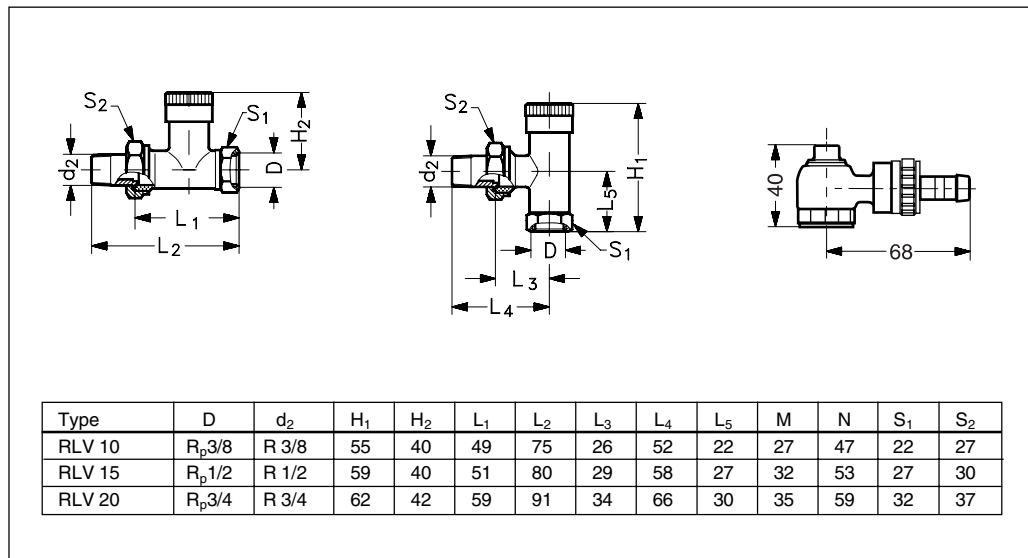 S₂
S₁
H₂
d₂
D
L₁
L₂
S₂
d₂
H₁
L₅
D
S₁
L₃
L₄
40
68
Type D d₂ H₁ H₂ L₁ L₂ L₃ L₄ L₅ M N S₁ S₂
RLV 10 Rₚ3/8 R 3/8 55 40 49 75 26 52 22 27 47 22 27
RLV 15 Rₚ1/2 R 1/2 59 40 51 80 29 58 27 32 53 27 30
RLV 20 Rₚ3/4 R 3/4 62 42 59 91 34 66 30 35 59 32 37